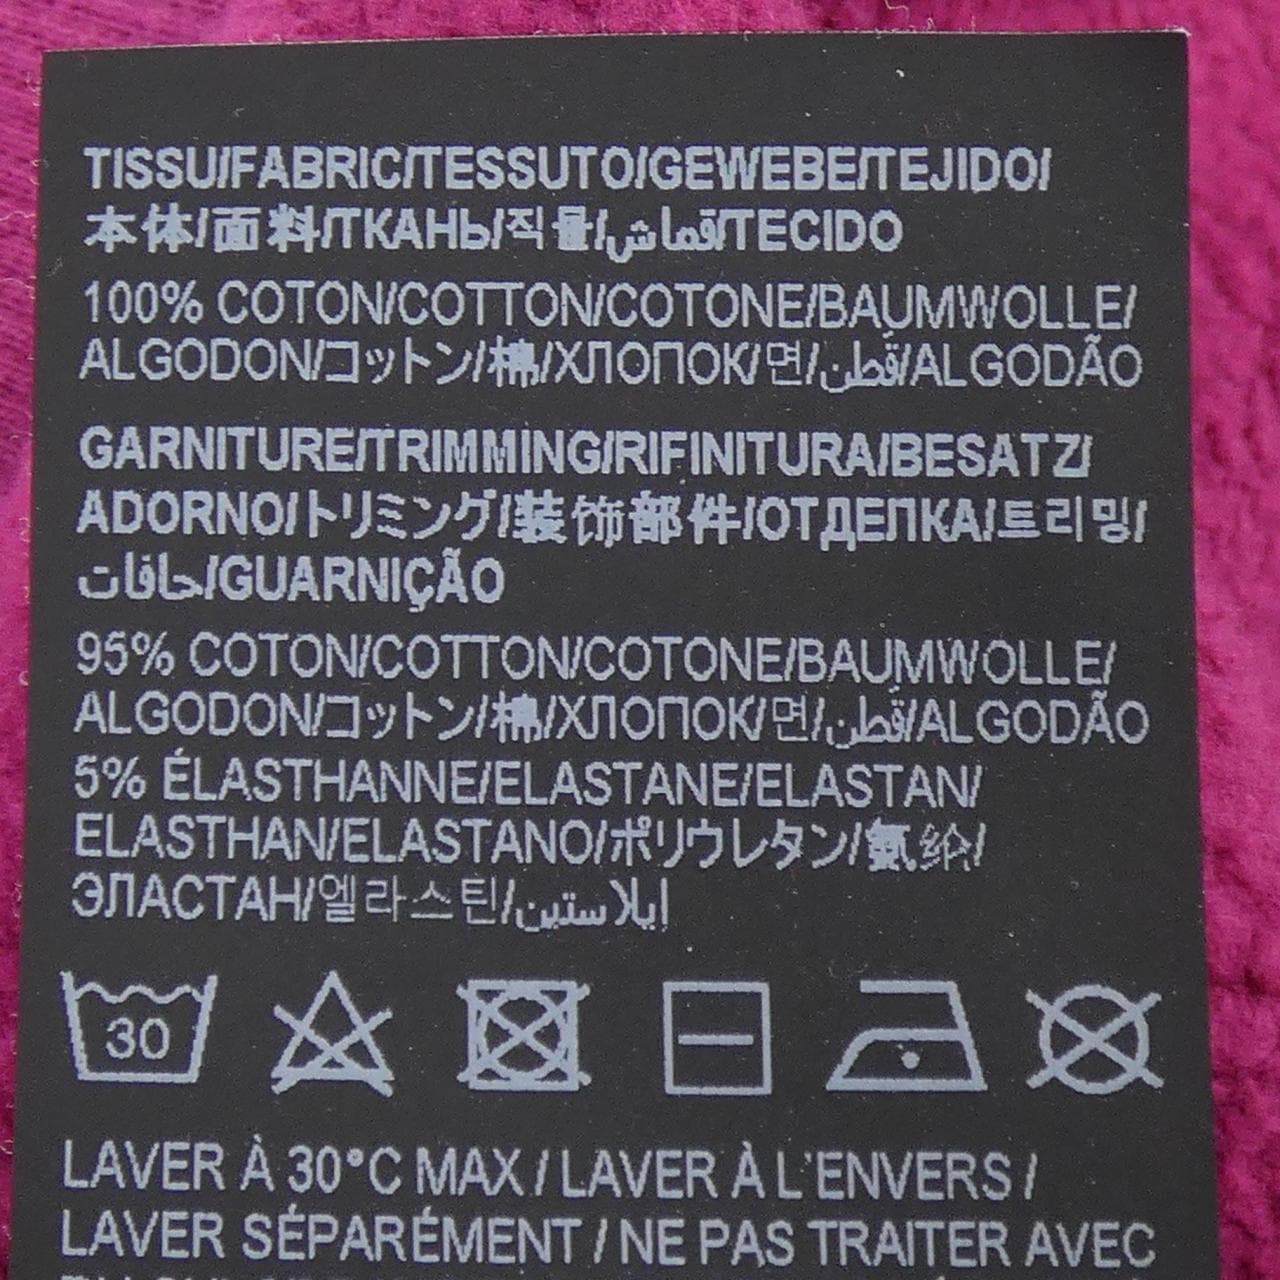 TISSU/FABRIC/TESSUTO/GEWEBE/TEJIDO/
本体/面料/ТКАНЬ/직물/قماش/TECIDO
100% COTON/COTTON/COTONE/BAUMWOLLE/
ALGODON/コットン/棉/ХЛОПОК/면/قطن/ALGODÃO
GARNITURE/TRIMMING/RIFINITURA/BESATZ/
ADORNO/トリミング/装饰部件/ОТДЕЛКА/트리밍/
حافات/GUARNIÇÃO
95% COTON/COTTON/COTONE/BAUMWOLLE/
ALGODON/コットン/棉/ХЛОПОК/면/قطن/ALGODÃO
5% ÉLASTHANNE/ELASTANE/ELASTAN/
ELASTHAN/ELASTANO/ポリウレタン/氨纶/
ЭЛАСТАН/엘라스틴/ايلاستين
30
LAVER À 30°C MAX / LAVER À L'ENVERS /
LAVER SÉPARÉMENT / NE PAS TRAITER AVEC